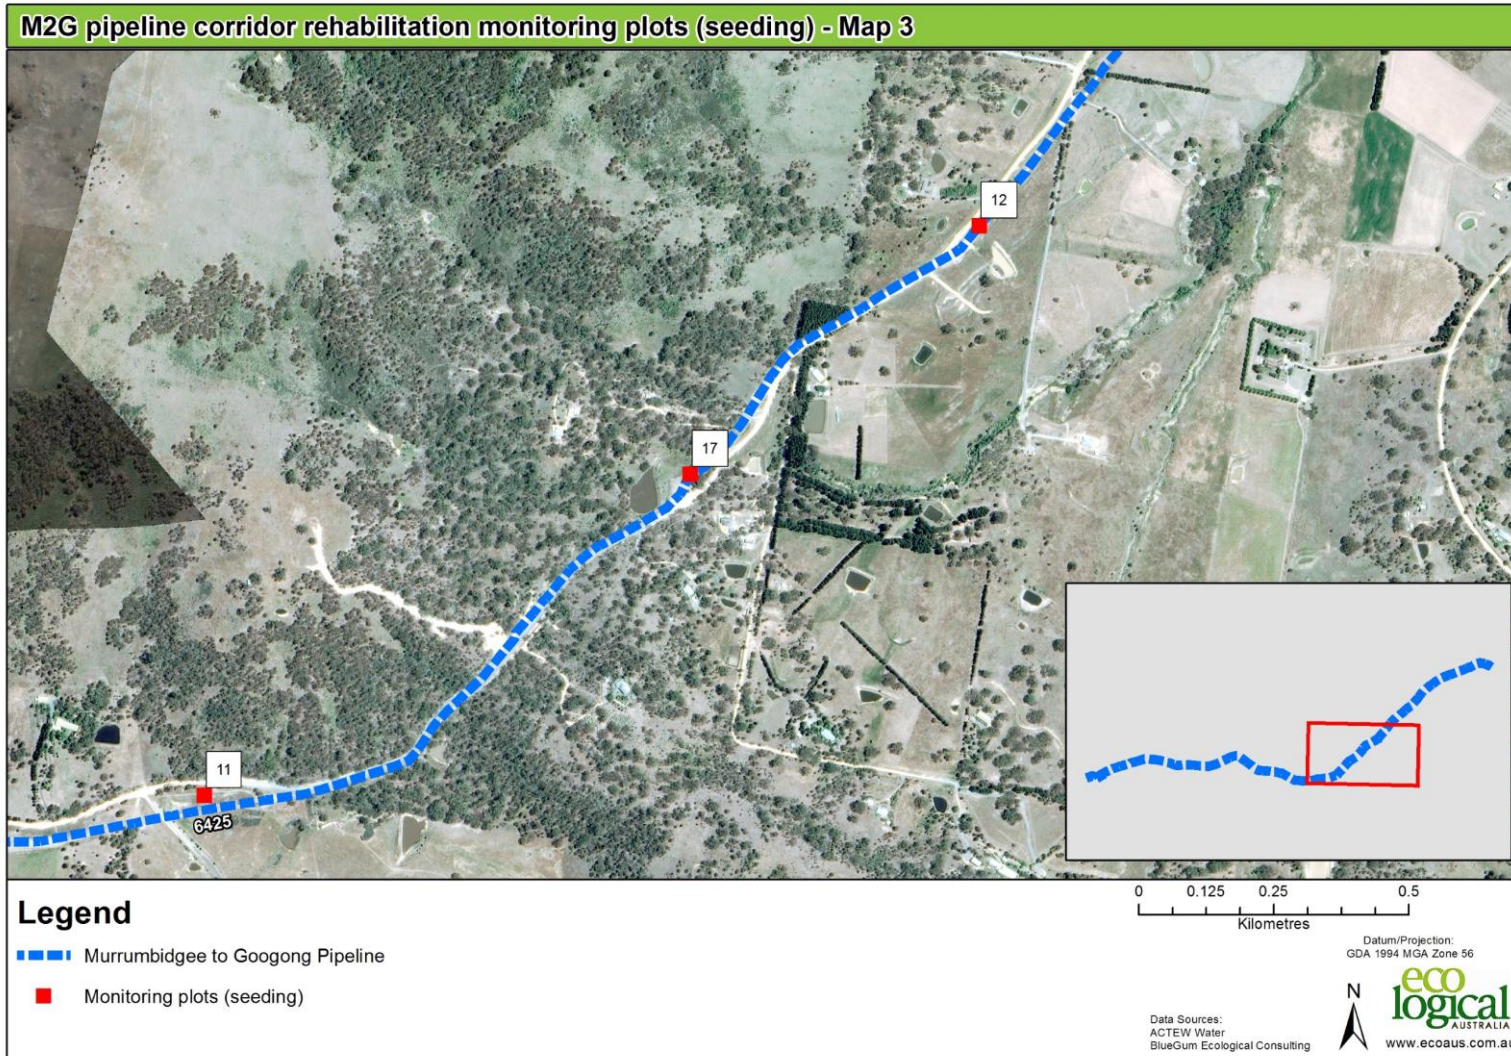 M2G pipeline corridor rehabilitation monitoring plots (seeding) - Map 3
12
17
11
6425
Legend
Murrumbidgee to Googong Pipeline
Monitoring plots (seeding)
0 0.125 0.25 0.5
Kilometres
Datum/Projection:
GDA 1994 MGA Zone 56
N
eco
logical
AUSTRALIA
www.ecoaus.com.au
Data Sources:
ACTEW Water
BlueGum Ecological Consulting